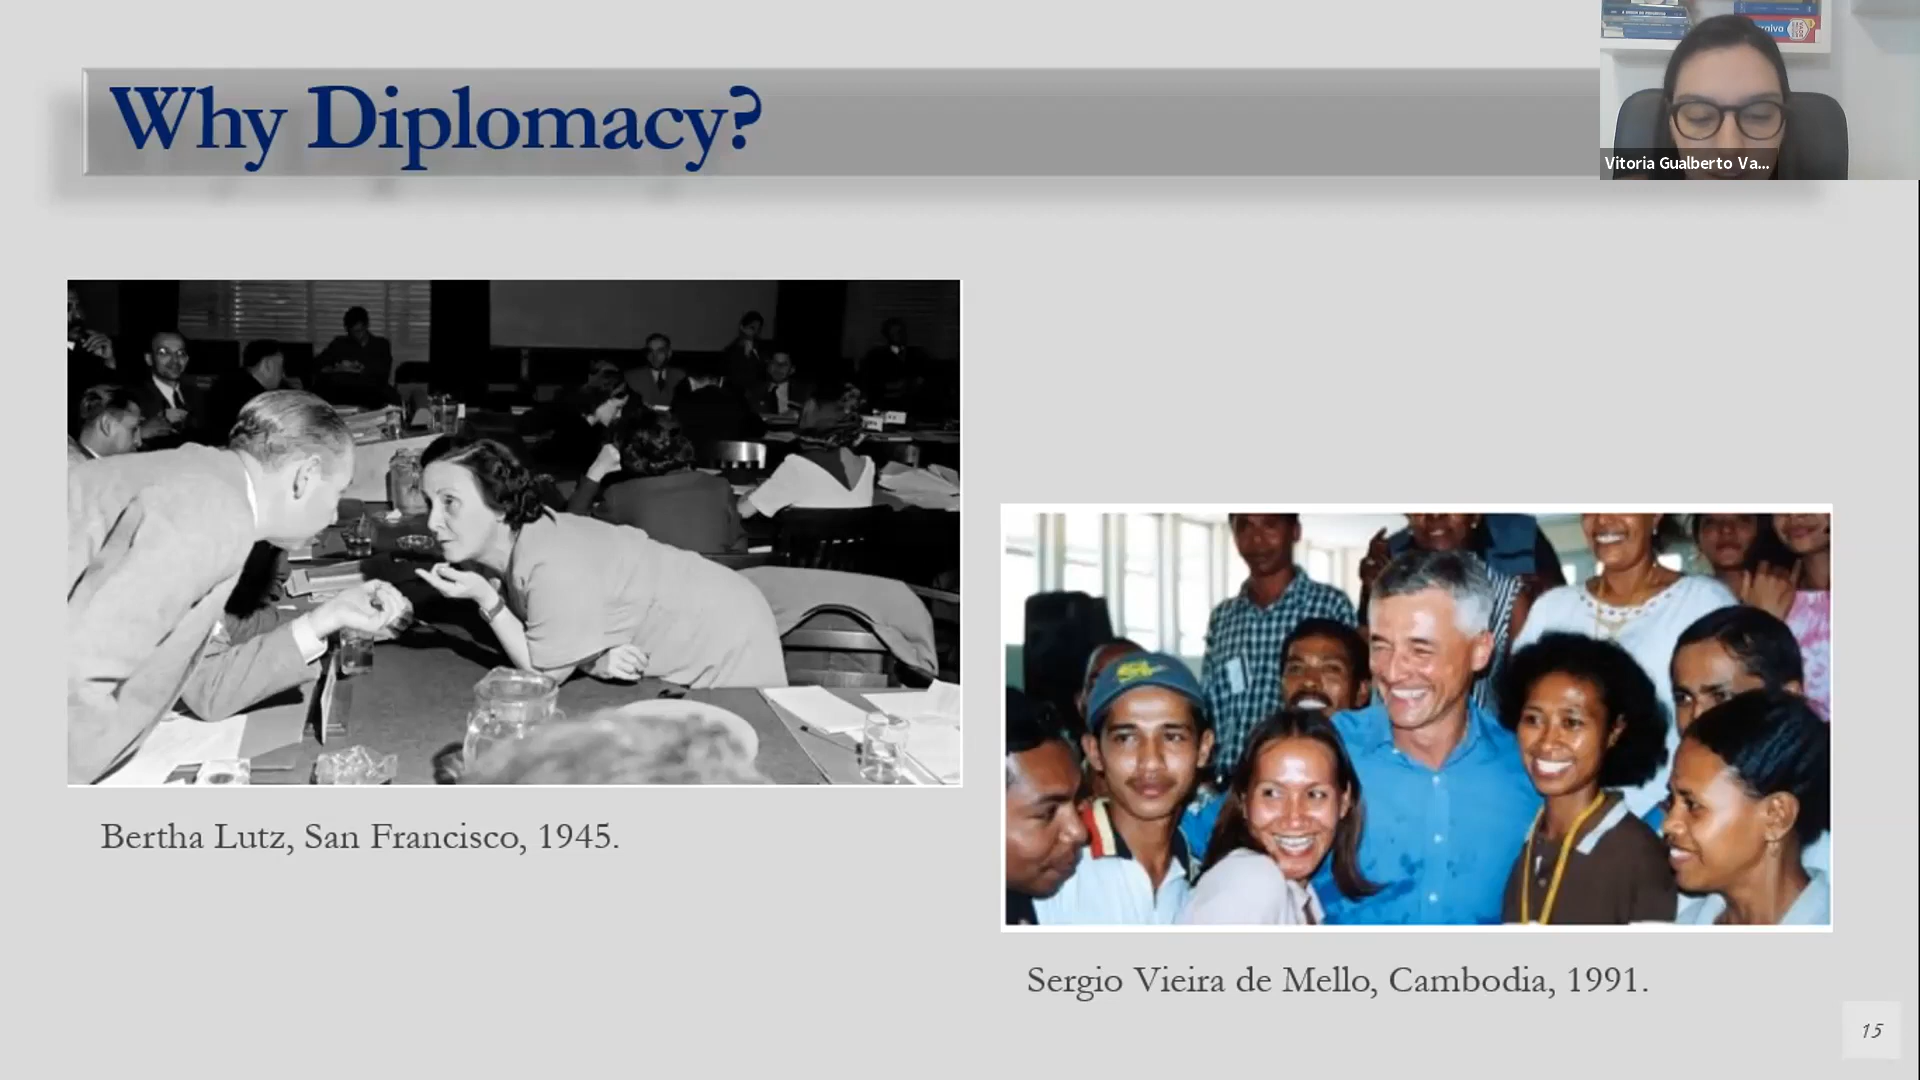 Why Diplomacy?
Vitoria Gualberto Va...
Bertha Lutz, San Francisco, 1945.
Sergio Vieira de Mello, Cambodia, 1991.
15